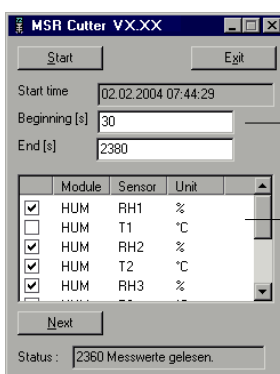 MSR Cutter VX.XX
Start Exit
Start time 02.02.2004 07:44:29
Beginning [s] 30
End [s] 2380
Module Sensor Unit
HUM RH1 %
HUM T1 °C
HUM RH2 %
HUM T2 °C
HUM RH3 %
Next
Status : 2360 Messwerte gelesen.